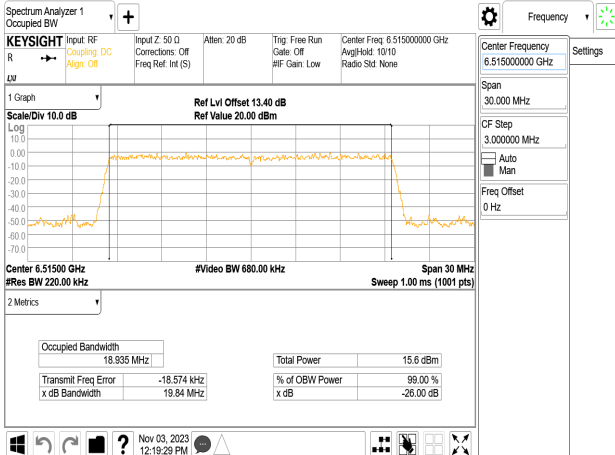 Spectrum Analyzer 1
Occupied BW
Frequency
KEYSIGHT Input: RF Input Z: 50 Ω Atten: 20 dB Trig: Free Run Center Freq: 6.515000000 GHz
R Coupling: DC Corrections: Off Gate: Off Avg|Hold: 10/10
Align: Off Freq Ref: Int (S) #IF Gain: Low Radio Std: None
LXI
Center Frequency Settings
6.515000000 GHz
Span
30.000 MHz
CF Step
3.000000 MHz
Auto
Man
Freq Offset
0 Hz
1 Graph
Ref Lvl Offset 13.40 dB
Scale/Div 10.0 dB Ref Value 20.00 dBm
Log
10.0
0.00
-10.0
-20.0
-30.0
-40.0
-50.0
-60.0
-70.0
Center 6.51500 GHz #Video BW 680.00 kHz Span 30 MHz
#Res BW 220.00 kHz Sweep 1.00 ms (1001 pts)
2 Metrics
Occupied Bandwidth
18.935 MHz Total Power 15.6 dBm
Transmit Freq Error -18.574 kHz % of OBW Power 99.00 %
x dB Bandwidth 19.84 MHz x dB -26.00 dB
? Nov 03, 2023
12:19:29 PM